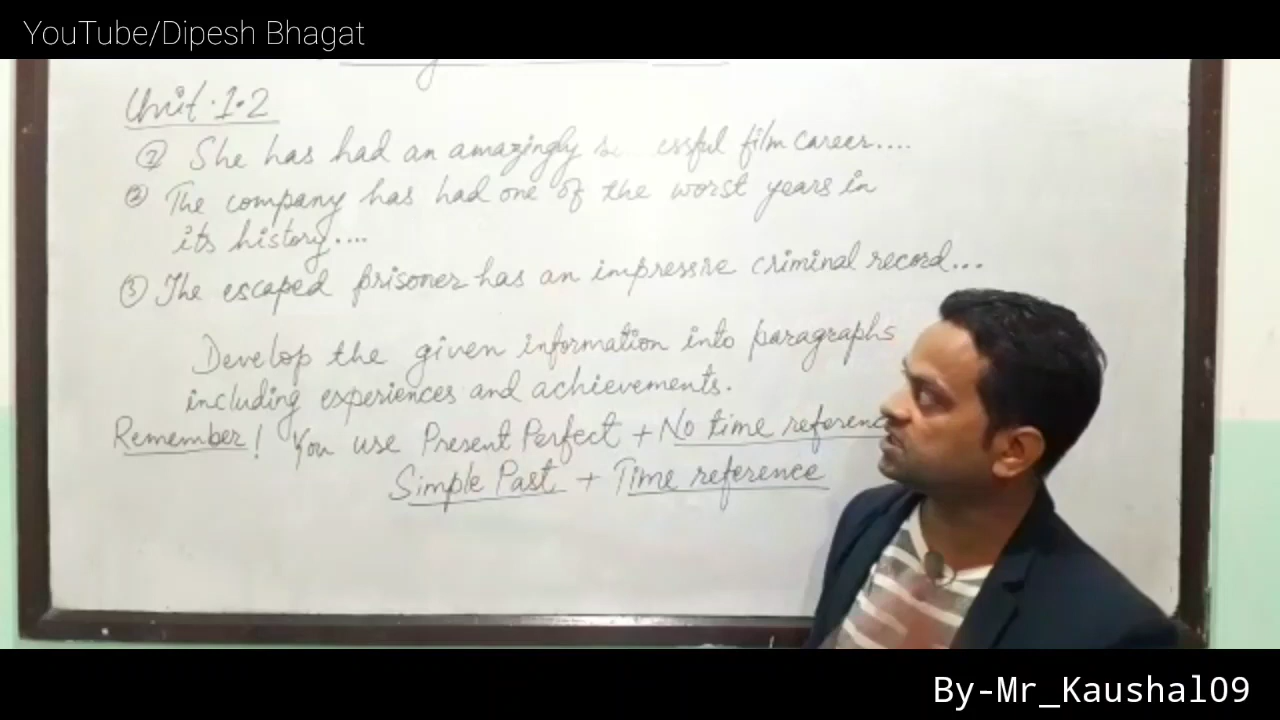 YouTube/Dipesh Bhagat
Unit.1.2
① She has had an amazingly film career....
② The company has had one of the worst years in
its history....
③ The escaped prisoner has an impressive criminal record...
Develop the given information into paragraphs
including experiences and achievements.
Remember! You use Present Perfect + No time
Simple Past + Time reference
By-Mr_Kaushal09